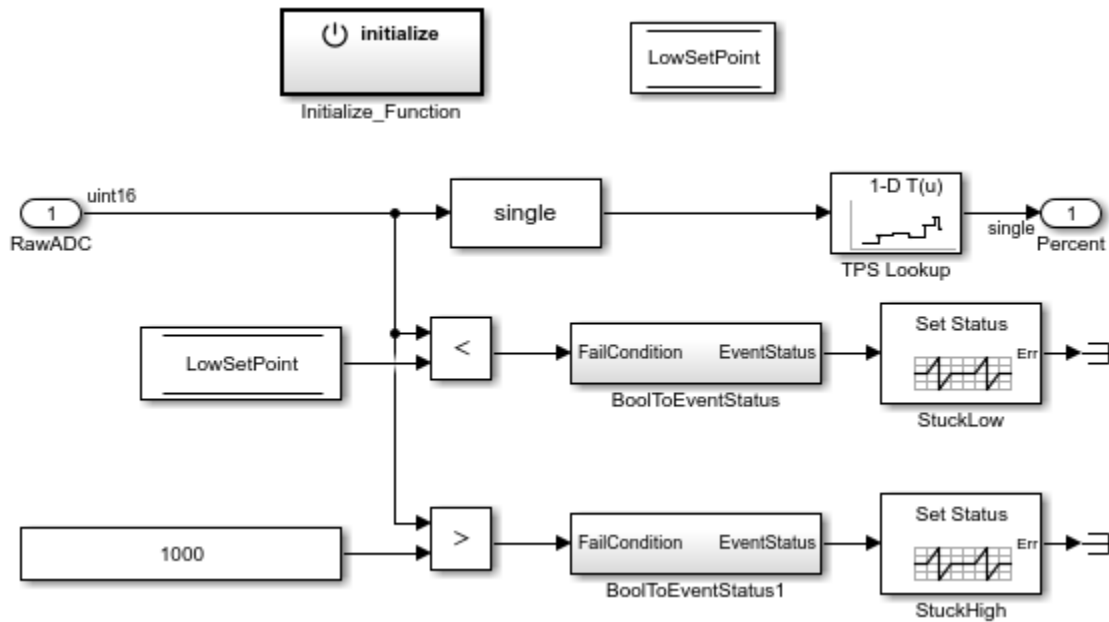 initialize
Initialize_Function
LowSetPoint
1-D T(u)
uint16
1
single
single
1
RawADC
TPS Lookup
Percent
Set Status
LowSetPoint
<
FailCondition EventStatus
Err
BoolToEventStatus
StuckLow
Set Status
1000
>
FailCondition EventStatus
Err
BoolToEventStatus1
StuckHigh